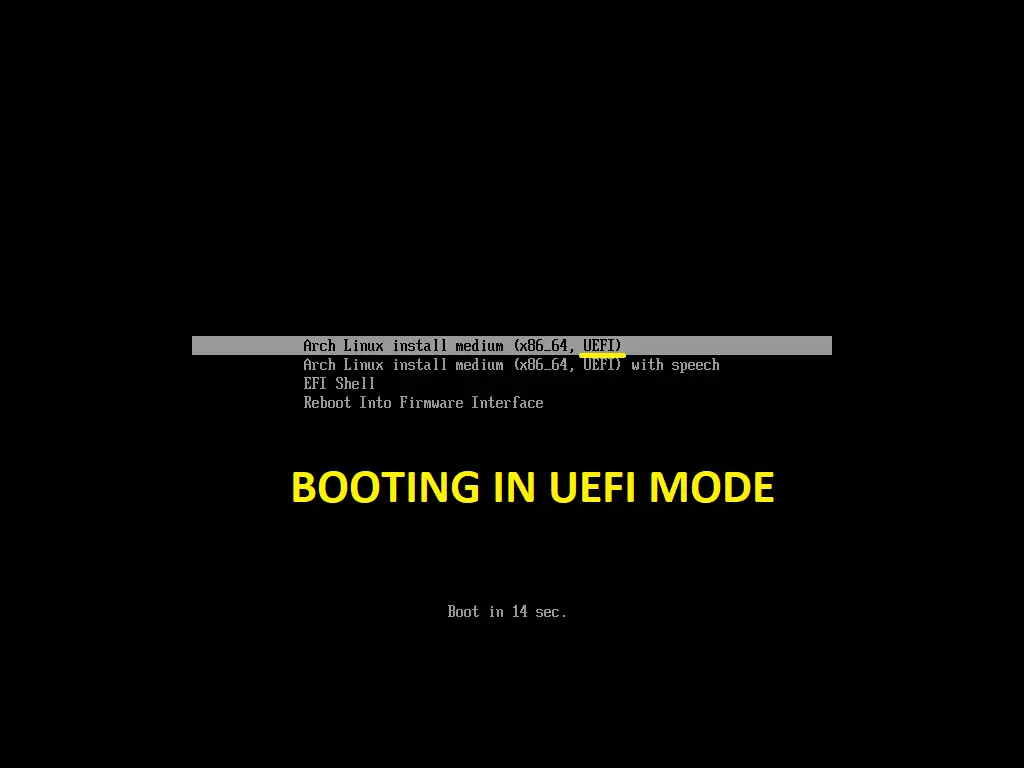 Arch Linux install medium (x86_64, UEFI)
Arch Linux install medium (x86_64, UEFI) with speech
EFI Shell
Reboot Into Firmware Interface
BOOTING IN UEFI MODE
Boot in 14 sec.